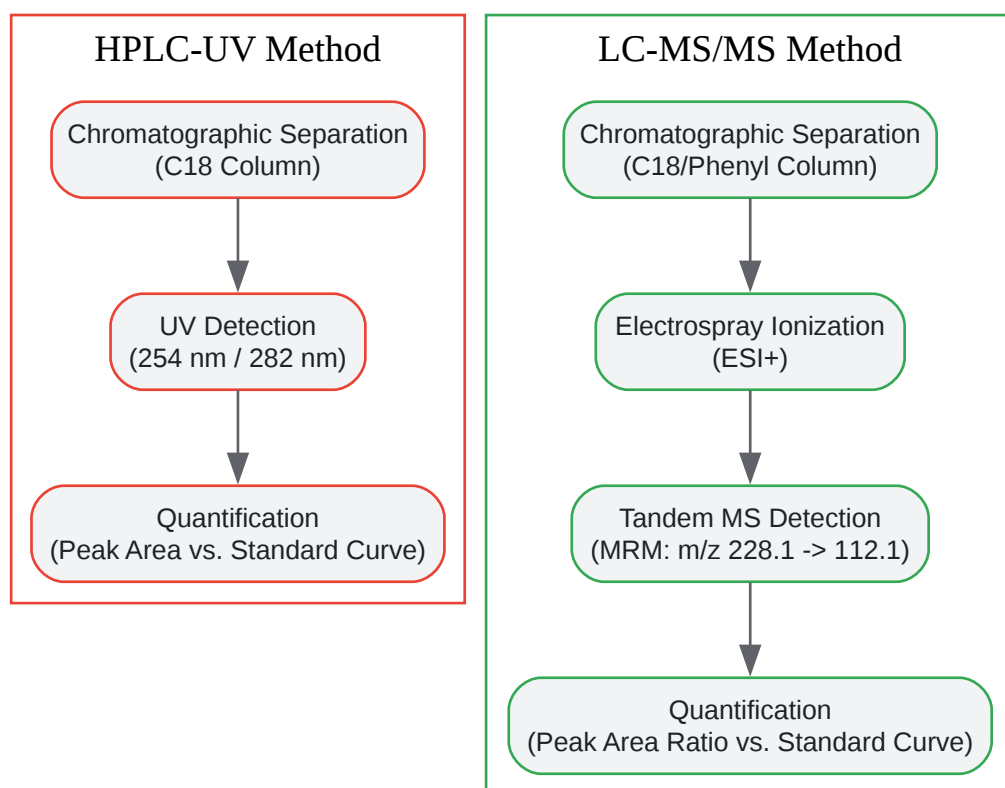 HPLC-UV Method
Chromatographic Separation
(C18 Column)
UV Detection
(254 nm / 282 nm)
Quantification
(Peak Area vs. Standard Curve)
LC-MS/MS Method
Chromatographic Separation
(C18/Phenyl Column)
Electrospray Ionization
(ESI+)
Tandem MS Detection
(MRM: m/z 228.1 -> 112.1)
Quantification
(Peak Area Ratio vs. Standard Curve)